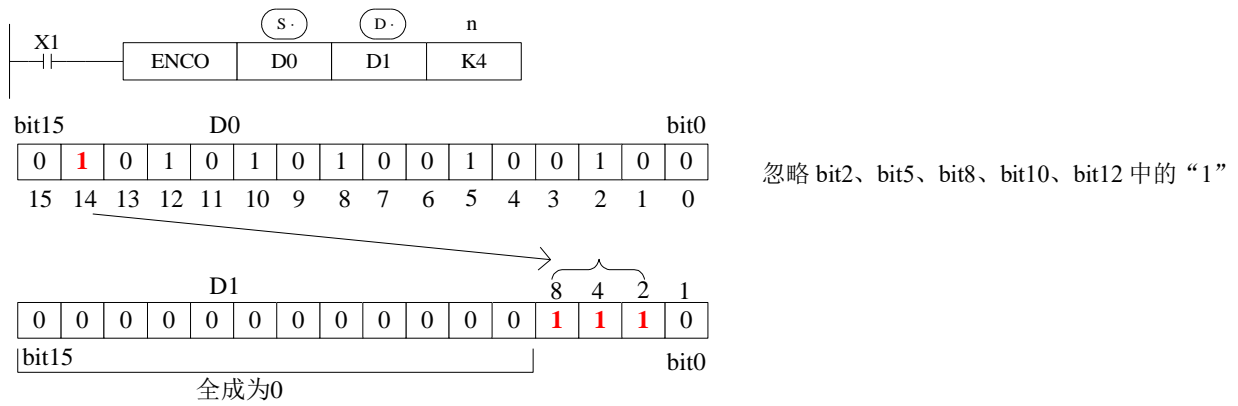 S · D · n
X1
ENCO D0 D1 K4
bit15 D0 bit0
0 1 0 1 0 1 0 1 0 0 1 0 0 1 0 0
忽略 bit2、bit5、bit8、bit10、bit12 中的“1”
15 14 13 12 11 10 9 8 7 6 5 4 3 2 1 0
D1 8 4 2 1
0 0 0 0 0 0 0 0 0 0 0 0 1 1 1 0
bit15 bit0
全成为0